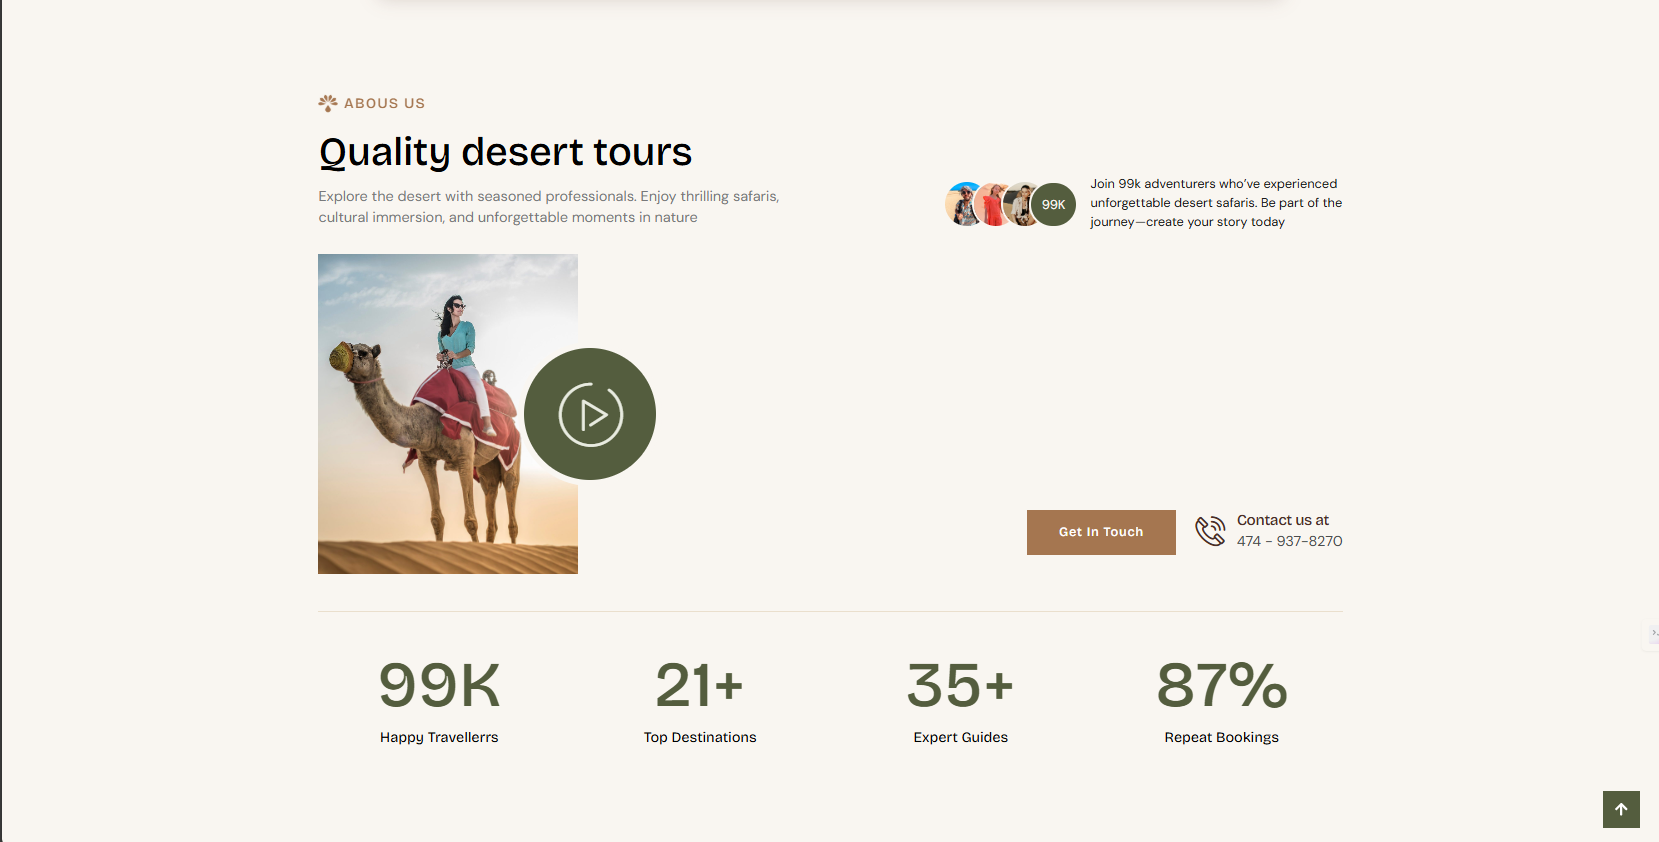 ABOUS US
Quality desert tours
Explore the desert with seasoned professionals. Enjoy thrilling safaris,
cultural immersion, and unforgettable moments in nature
99K
Join 99k adventurers who've experienced
unforgettable desert safaris. Be part of the
journey—create your story today
Get In Touch
Contact us at
474 - 937-8270
99K
Happy Travellerrs
21+
Top Destinations
35+
Expert Guides
87%
Repeat Bookings